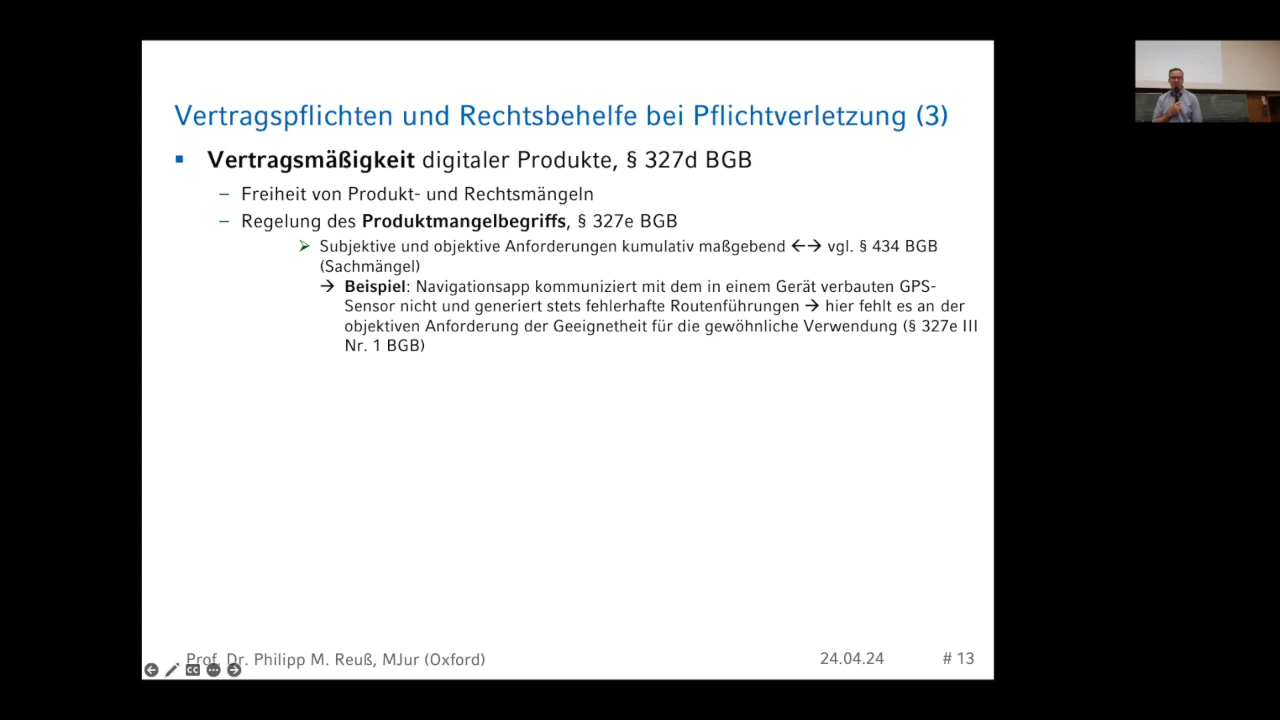 Vertragspflichten und Rechtsbehelfe bei Pflichtverletzung (3)
▪ Vertragsmäßigkeit digitaler Produkte, § 327d BGB
– Freiheit von Produkt- und Rechtsmängeln
– Regelung des Produktmangelbegriffs, § 327e BGB
➢ Subjektive und objektive Anforderungen kumulativ maßgebend ←→ vgl. § 434 BGB
(Sachmängel)
→ Beispiel: Navigationsapp kommuniziert mit dem in einem Gerät verbauten GPS-
Sensor nicht und generiert stets fehlerhafte Routenführungen → hier fehlt es an der
objektiven Anforderung der Geeignetheit für die gewöhnliche Verwendung (§ 327e III
Nr. 1 BGB)
Prof. Dr. Philipp M. Reuß, MJur (Oxford)
24.04.24
# 13
CC